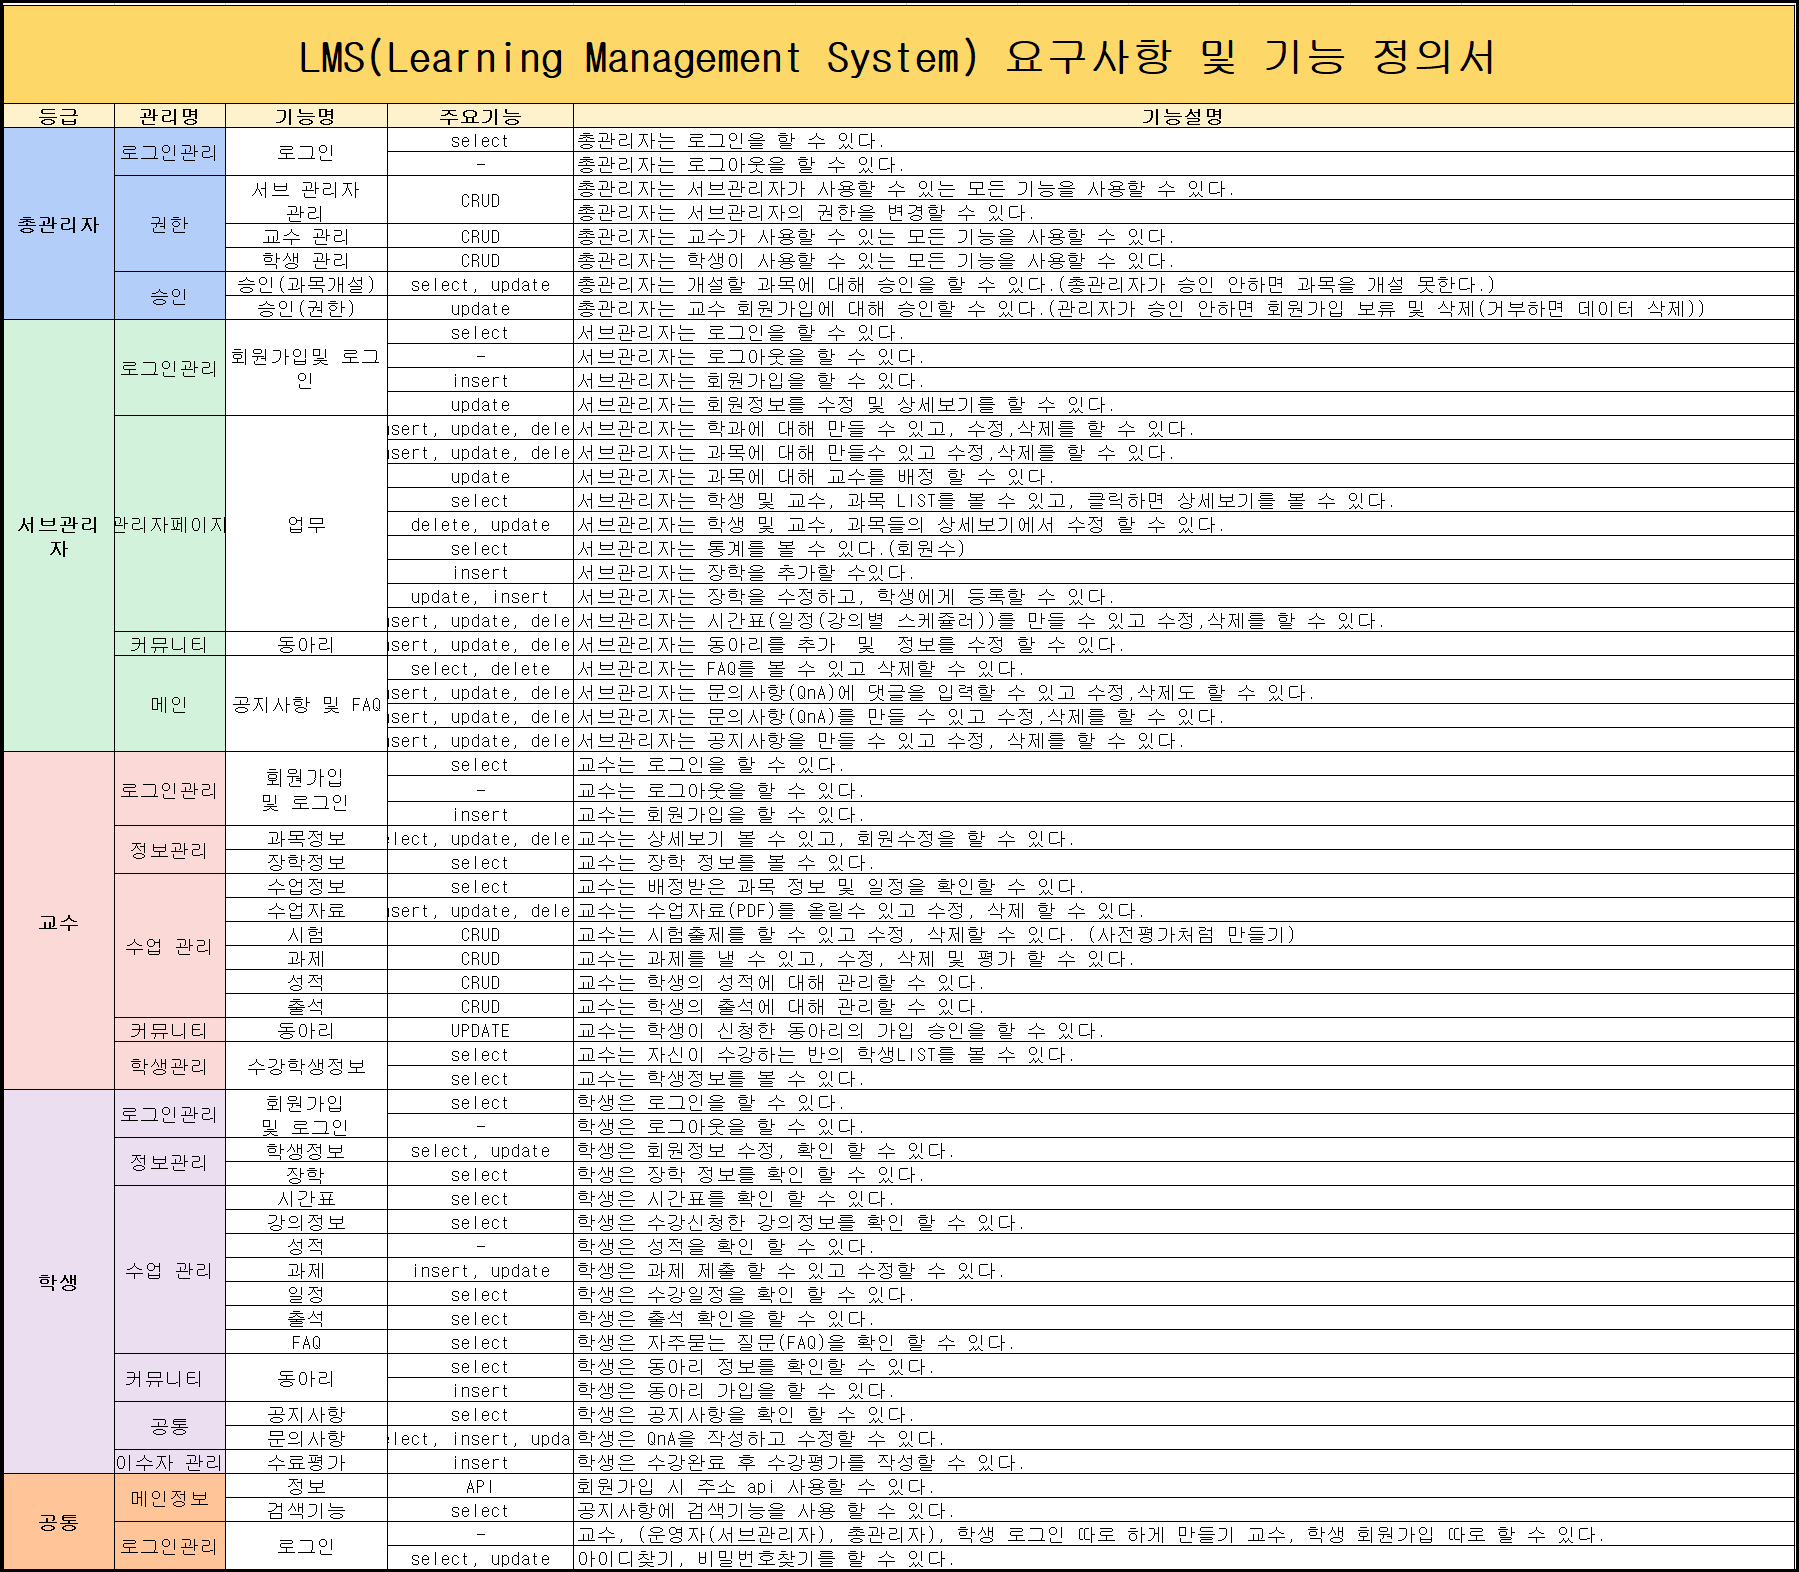 LMS(Learning Management System) 요구사항 및 기능 정의서
등급 관리명 기능명 주요기능 기능설명
총관리자 로그인관리 로그인 select 총관리자는 로그인을 할 수 있다.
- 총관리자는 로그아웃을 할 수 있다.
권한 서브 관리자 관리 CRUD 총관리자는 서브관리자가 사용할 수 있는 모든 기능을 사용할 수 있다.
총관리자는 서브관리자의 권한을 변경할 수 있다.
교수 관리 CRUD 총관리자는 교수가 사용할 수 있는 모든 기능을 사용할 수 있다.
학생 관리 CRUD 총관리자는 학생이 사용할 수 있는 모든 기능을 사용할 수 있다.
승인 승인(과목개설) select, update 총관리자는 개설할 과목에 대해 승인을 할 수 있다.(총관리자가 승인 안하면 과목을 개설 못한다.)
승인(권한) update 총관리자는 교수 회원가입에 대해 승인할 수 있다.(관리자가 승인 안하면 회원가입 보류 및 삭제(거부하면 데이터 삭제))
서브관리자 로그인관리 회원가입및 로그인 select 서브관리자는 로그인을 할 수 있다.
- 서브관리자는 로그아웃을 할 수 있다.
insert 서브관리자는 회원가입을 할 수 있다.
update 서브관리자는 회원정보를 수정 및 상세보기를 할 수 있다.
관리자페이지 업무 nsert, update, dele 서브관리자는 학과에 대해 만들 수 있고, 수정,삭제를 할 수 있다.
nsert, update, dele 서브관리자는 과목에 대해 만들수 있고 수정,삭제를 할 수 있다.
update 서브관리자는 과목에 대해 교수를 배정 할 수 있다.
select 서브관리자는 학생 및 교수, 과목 LIST를 볼 수 있고, 클릭하면 상세보기를 볼 수 있다.
delete, update 서브관리자는 학생 및 교수, 과목들의 상세보기에서 수정 할 수 있다.
select 서브관리자는 통계를 볼 수 있다.(회원수)
insert 서브관리자는 장학을 추가할 수있다.
update, insert 서브관리자는 장학을 수정하고, 학생에게 등록할 수 있다.
nsert, update, dele 서브관리자는 시간표(일정(강의별 스케쥴러))를 만들 수 있고 수정,삭제를 할 수 있다.
커뮤니티 동아리 nsert, update, dele 서브관리자는 동아리를 추가 및 정보를 수정 할 수 있다.
메인 공지사항 및 FAQ select, delete 서브관리자는 FAQ를 볼 수 있고 삭제할 수 있다.
nsert, update, dele 서브관리자는 문의사항(QnA)에 댓글을 입력할 수 있고 수정,삭제도 할 수 있다.
nsert, update, dele 서브관리자는 문의사항(QnA)를 만들 수 있고 수정,삭제를 할 수 있다.
nsert, update, dele 서브관리자는 공지사항을 만들 수 있고 수정, 삭제를 할 수 있다.
교수 로그인관리 회원가입 및 로그인 select 교수는 로그인을 할 수 있다.
- 교수는 로그아웃을 할 수 있다.
insert 교수는 회원가입을 할 수 있다.
정보관리 과목정보 elect, update, dele 교수는 상세보기 볼 수 있고, 회원수정을 할 수 있다.
장학정보 select 교수는 장학 정보를 볼 수 있다.
수업 관리 수업정보 select 교수는 배정받은 과목 정보 및 일정을 확인할 수 있다.
수업자료 nsert, update, dele 교수는 수업자료(PDF)를 올릴수 있고 수정, 삭제 할 수 있다.
시험 CRUD 교수는 시험출제를 할 수 있고 수정, 삭제할 수 있다. (사전평가처럼 만들기)
과제 CRUD 교수는 과제를 낼 수 있고, 수정, 삭제 및 평가 할 수 있다.
성적 CRUD 교수는 학생의 성적에 대해 관리할 수 있다.
출석 CRUD 교수는 학생의 출석에 대해 관리할 수 있다.
커뮤니티 동아리 UPDATE 교수는 학생이 신청한 동아리의 가입 승인을 할 수 있다.
학생관리 수강학생정보 select 교수는 자신이 수강하는 반의 학생LIST를 볼 수 있다.
select 교수는 학생정보를 볼 수 있다.
학생 로그인관리 회원가입 및 로그인 select 학생은 로그인을 할 수 있다.
- 학생은 로그아웃을 할 수 있다.
정보관리 학생정보 select, update 학생은 회원정보 수정, 확인 할 수 있다.
장학 select 학생은 장학 정보를 확인 할 수 있다.
수업 관리 시간표 select 학생은 시간표를 확인 할 수 있다.
강의정보 select 학생은 수강신청한 강의정보를 확인 할 수 있다.
성적 - 학생은 성적을 확인 할 수 있다.
과제 insert, update 학생은 과제 제출 할 수 있고 수정할 수 있다.
일정 select 학생은 수강일정을 확인 할 수 있다.
출석 select 학생은 출석 확인을 할 수 있다.
FAQ select 학생은 자주묻는 질문(FAQ)을 확인 할 수 있다.
커뮤니티 동아리 select 학생은 동아리 정보를 확인할 수 있다.
insert 학생은 동아리 가입을 할 수 있다.
공통 공지사항 select 학생은 공지사항을 확인 할 수 있다.
문의사항 elect, insert, upda 학생은 QnA을 작성하고 수정할 수 있다.
이수자 관리 수료평가 insert 학생은 수강완료 후 수강평가를 작성할 수 있다.
공통 메인정보 정보 API 회원가입 시 주소 api 사용할 수 있다.
검색기능 select 공지사항에 검색기능을 사용 할 수 있다.
로그인관리 로그인 - 교수, (운영자(서브관리자), 총관리자), 학생 로그인 따로 하게 만들기 교수, 학생 회원가입 따로 할 수 있다.
select, update 아이디찾기, 비밀번호찾기를 할 수 있다.